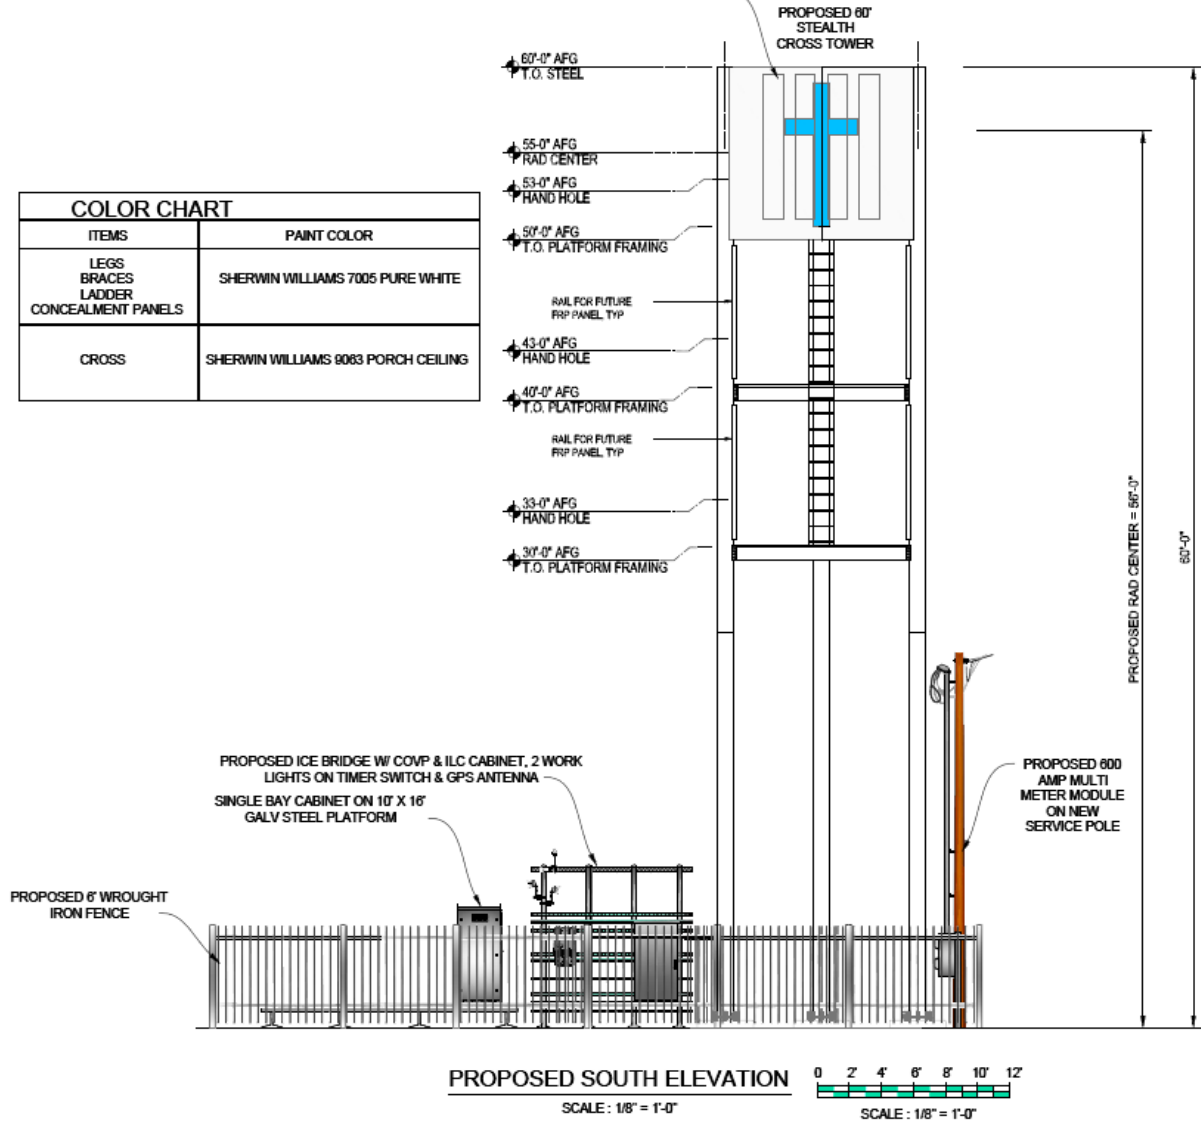 PROPOSED 60'
STEALTH
CROSS TOWER
60'-0" AFG
T.O. STEEL
55-0" AFG
RAD CENTER
53-0" AFG
HAND HOLE
50'-0" AFG
T.O. PLATFORM FRAMING
RAIL FOR FUTURE
FRP PANEL, TYP
43-0" AFG
HAND HOLE
40'-0" AFG
T.O. PLATFORM FRAMING
RAIL FOR FUTURE
FRP PANEL, TYP
33-0" AFG
HAND HOLE
30'-0" AFG
T.O. PLATFORM FRAMING
COLOR CHART
ITEMS
PAINT COLOR
LEGS
BRACES
LADDER
CONCEALMENT PANELS
SHERWIN WILLIAMS 7005 PURE WHITE
CROSS
SHERWIN WILLIAMS 9063 PORCH CEILING
PROPOSED RAD CENTER = 56'-0"
60'-0"
PROPOSED ICE BRIDGE W/ COVP & ILC CABINET, 2 WORK
LIGHTS ON TIMER SWITCH & GPS ANTENNA
SINGLE BAY CABINET ON 10' X 16'
GALV STEEL PLATFORM
PROPOSED 600
AMP MULTI
METER MODULE
ON NEW
SERVICE POLE
PROPOSED 6' WROUGHT
IRON FENCE
PROPOSED SOUTH ELEVATION
SCALE : 1/8" = 1'-0"
0 2' 4' 6' 8' 10' 12'
SCALE : 1/8" = 1'-0"